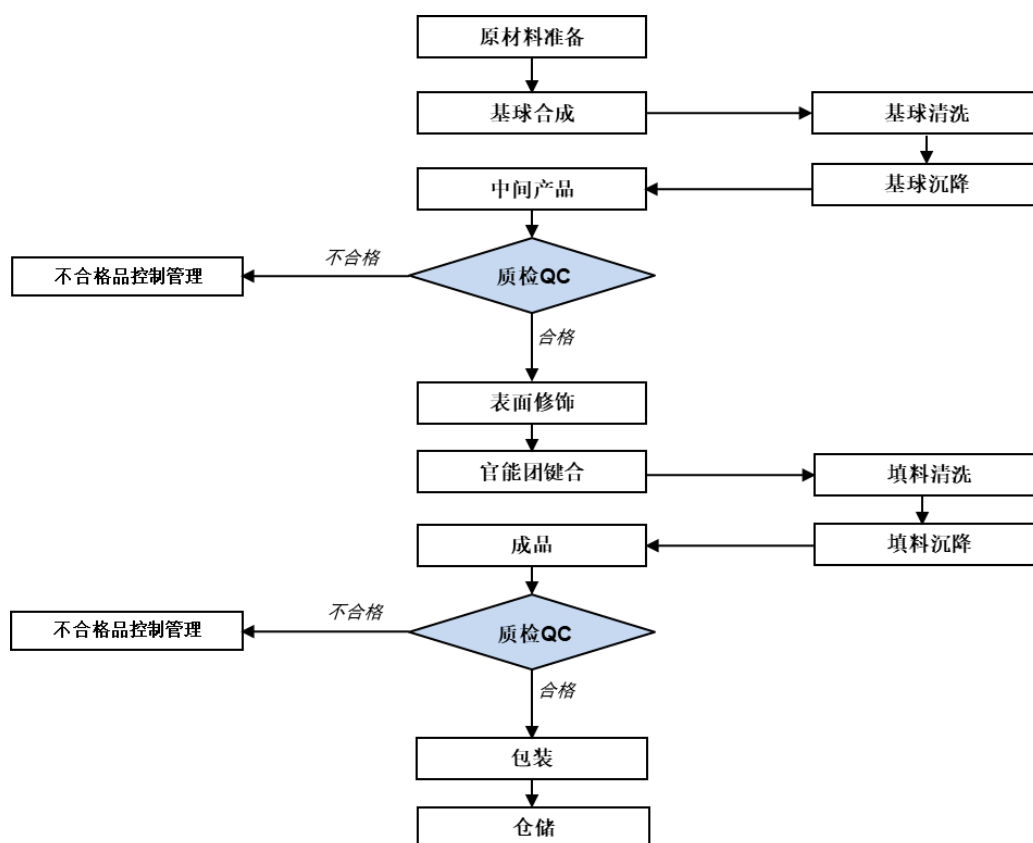 原材料准备
基球合成
基球清洗
基球沉降
中间产品
质检QC
不合格
不合格品控制管理
合格
表面修饰
官能团键合
填料清洗
填料沉降
成品
质检QC
不合格
不合格品控制管理
合格
包装
仓储